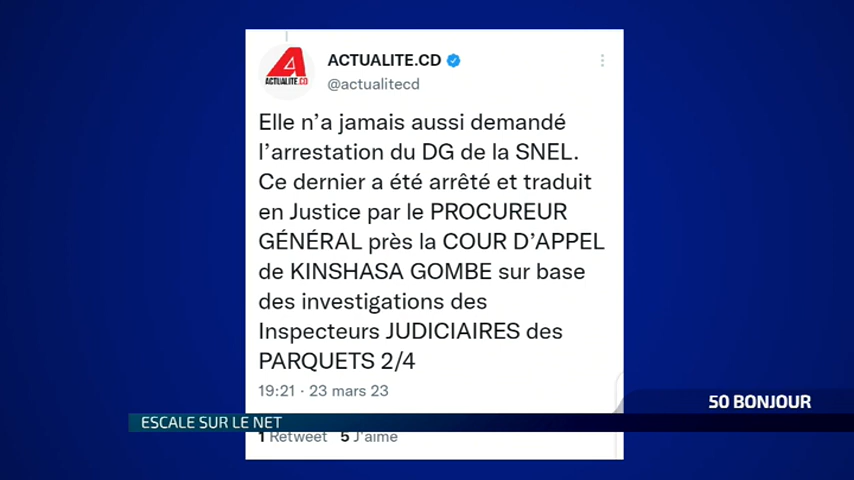 ACTUALITE.CD
ACTUALITE.CD
@actualitecd
Elle n’a jamais aussi demandé
l’arrestation du DG de la SNEL.
Ce dernier a été arrêté et traduit
en Justice par le PROCUREUR
GÉNÉRAL près la COUR D’APPEL
de KINSHASA GOMBE sur base
des investigations des
Inspecteurs JUDICIAIRES des
PARQUETS 2/4
19:21 · 23 mars 23
50 BONJOUR
ESCALE SUR LE NET
1 Retweet 5 J’aime